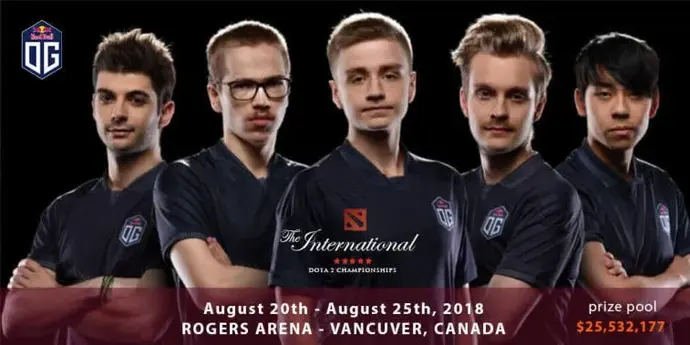 Red Bull
OG
OG
OG
OG
The International
DOTA 2 CHAMPIONSHIPS
August 20th - August 25th, 2018
ROGERS ARENA - VANCUVER, CANADA
prize pool
$25,532,177